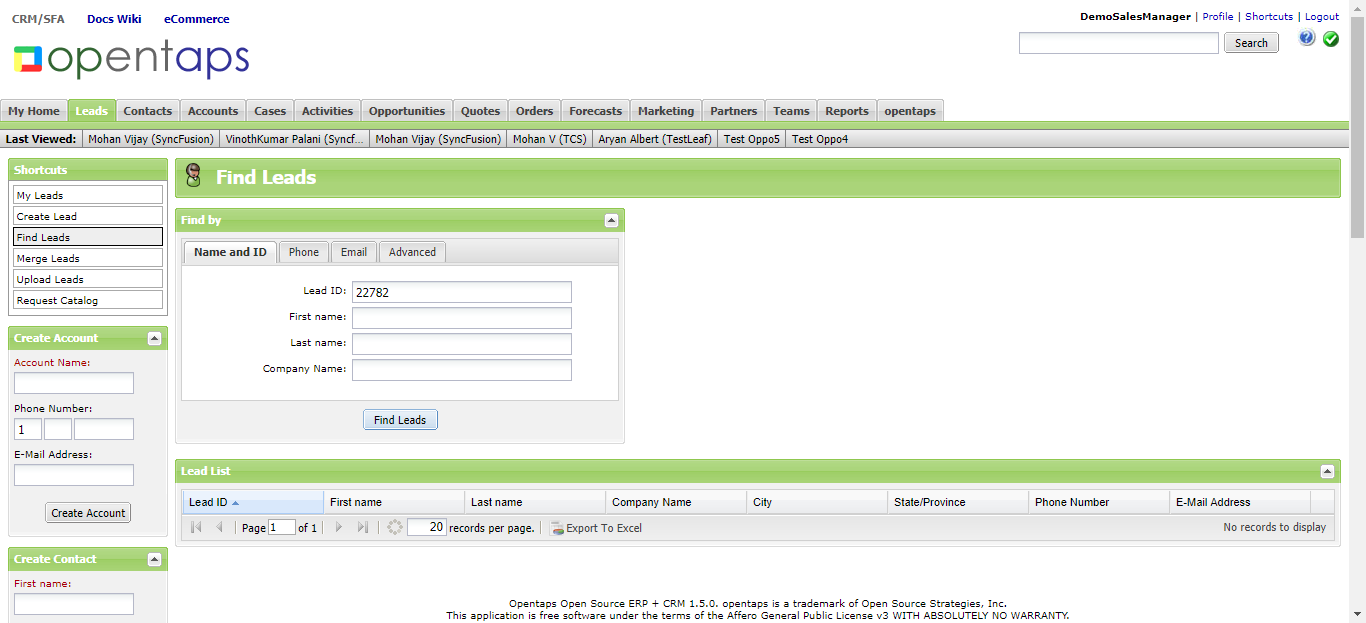 CRM/SFA Docs Wiki eCommerce
DemoSalesManager | Profile | Shortcuts | Logout
opentaps
Search
?
My Home Leads Contacts Accounts Cases Activities Opportunities Quotes Orders Forecasts Marketing Partners Teams Reports opentaps
Last Viewed: Mohan Vijay (SyncFusion) VinothKumar Palani (Syncf... Mohan Vijay (SyncFusion) Mohan V (TCS) Aryan Albert (TestLeaf) Test Oppo5 Test Oppo4
Shortcuts
My Leads
Create Lead
Find Leads
Merge Leads
Upload Leads
Request Catalog
Create Account
Account Name:
Phone Number:
1
E-Mail Address:
Create Account
Create Contact
First name:
Find Leads
Find by
Name and ID Phone Email Advanced
Lead ID: 22782
First name:
Last name:
Company Name:
Find Leads
Lead List
Lead ID First name Last name Company Name City State/Province Phone Number E-Mail Address
Page 1 of 1 20 records per page. Export To Excel No records to display
Opentaps Open Source ERP + CRM 1.5.0. opentaps is a trademark of Open Source Strategies, Inc.
This application is free software under the terms of the Affero General Public License v3 WITH ABSOLUTELY NO WARRANTY.